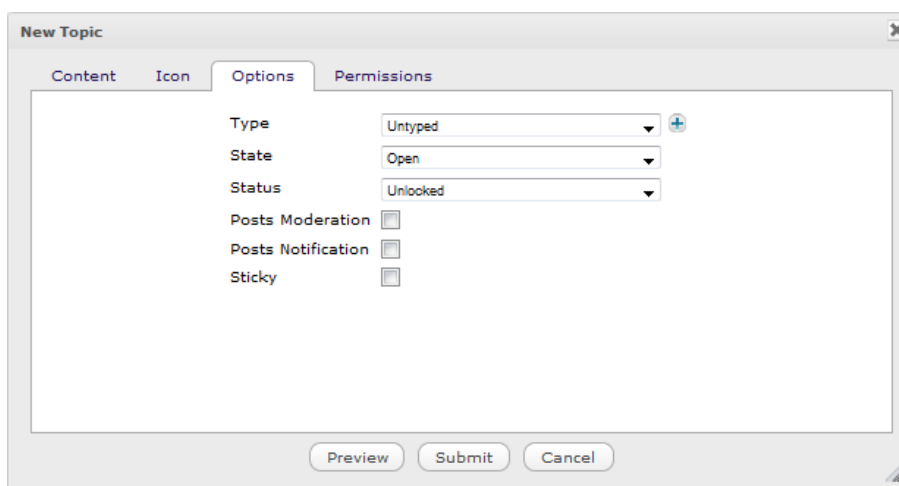 New Topic
Content Icon Options Permissions
Type Untyped
State Open
Status Unlooked
Posts Moderation
Posts Notification
Sticky
Preview Submit Cancel